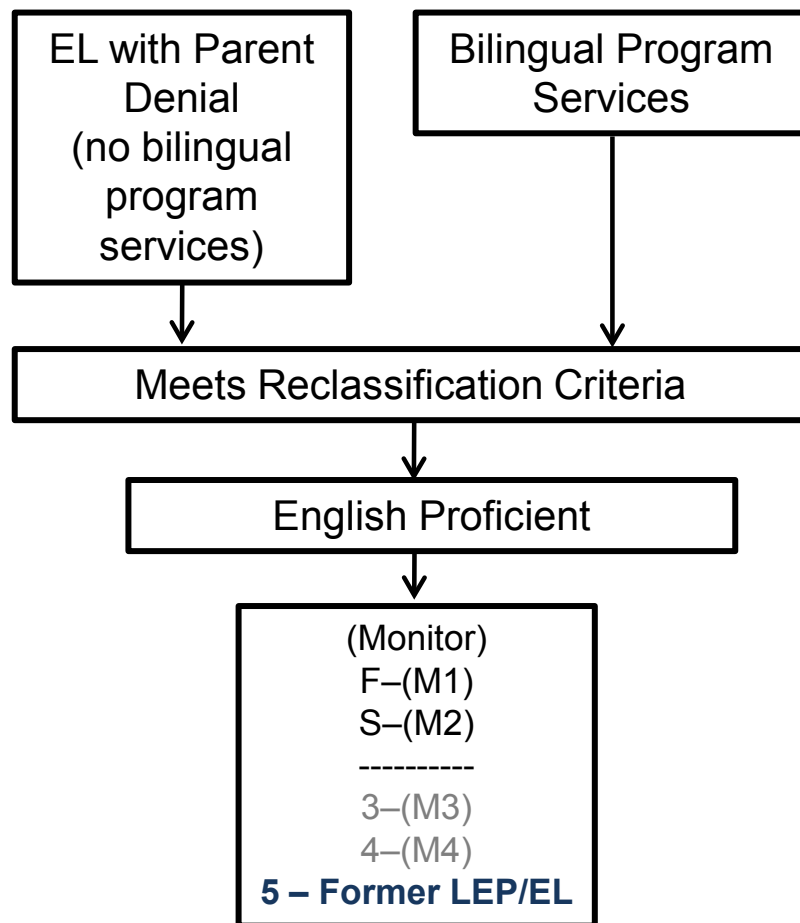 EL with Parent
Denial
(no bilingual
program
services)
Bilingual Program
Services
Meets Reclassification Criteria
English Proficient
(Monitor)
F–(M1)
S–(M2)
----------
3–(M3)
4–(M4)
5 – Former LEP/EL